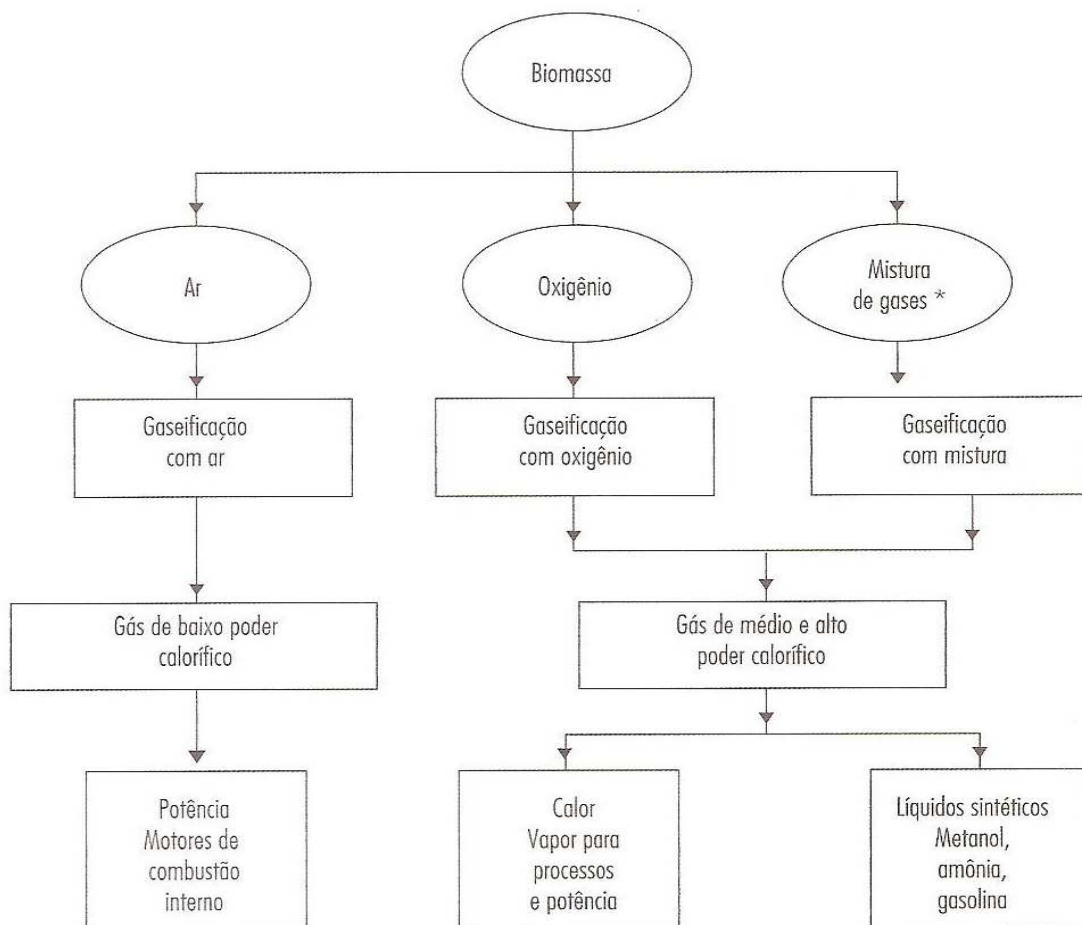 Biomassa
Ar
Oxigênio
Mistura
de gases *
Gaseificação
com ar
Gaseificação
com oxigênio
Gaseificação
com mistura
Gás de baixo poder
calorífico
Gás de médio e alto
poder calorífico
Potência
Motores de
combustão
interno
Calor
Vapor para
processos
e potência
Líquidos sintéticos
Metanol,
amônia,
gasolina